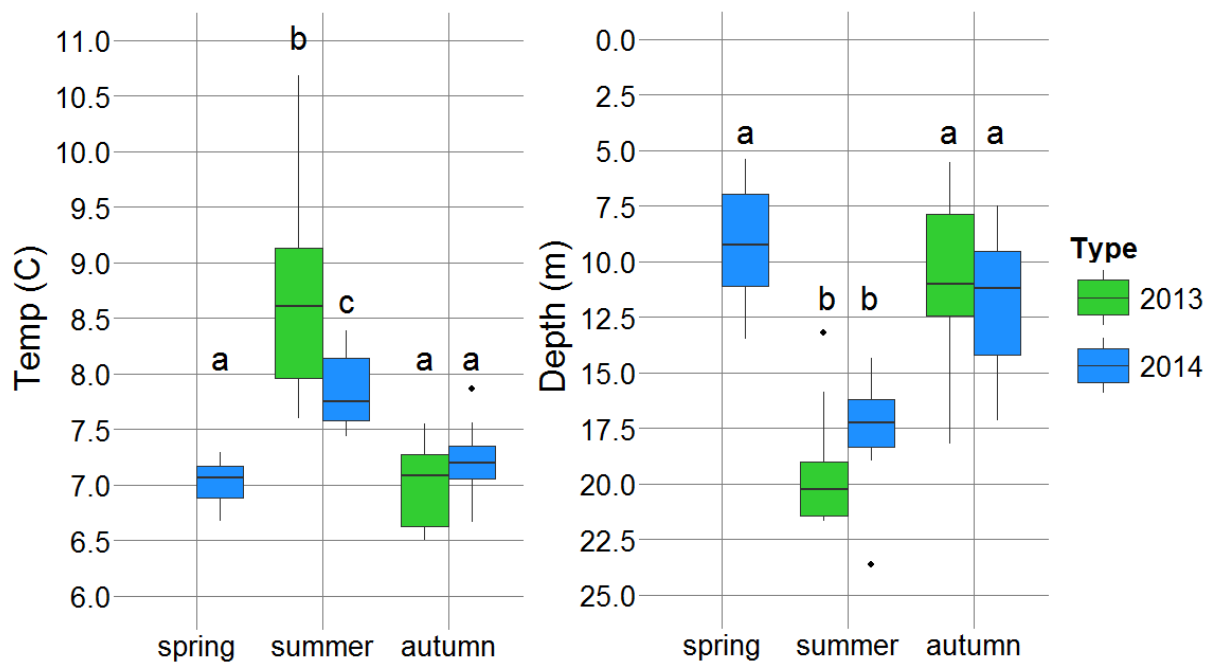 Temp (C)
11.0
10.5
10.0
9.5
9.0
8.5
8.0
7.5
7.0
6.5
6.0
a
b
c
a
a
spring
summer
autumn
Depth (m)
0.0
2.5
5.0
7.5
10.0
12.5
15.0
17.5
20.0
22.5
25.0
a
b
b
a
a
spring
summer
autumn
Type
2013
2014